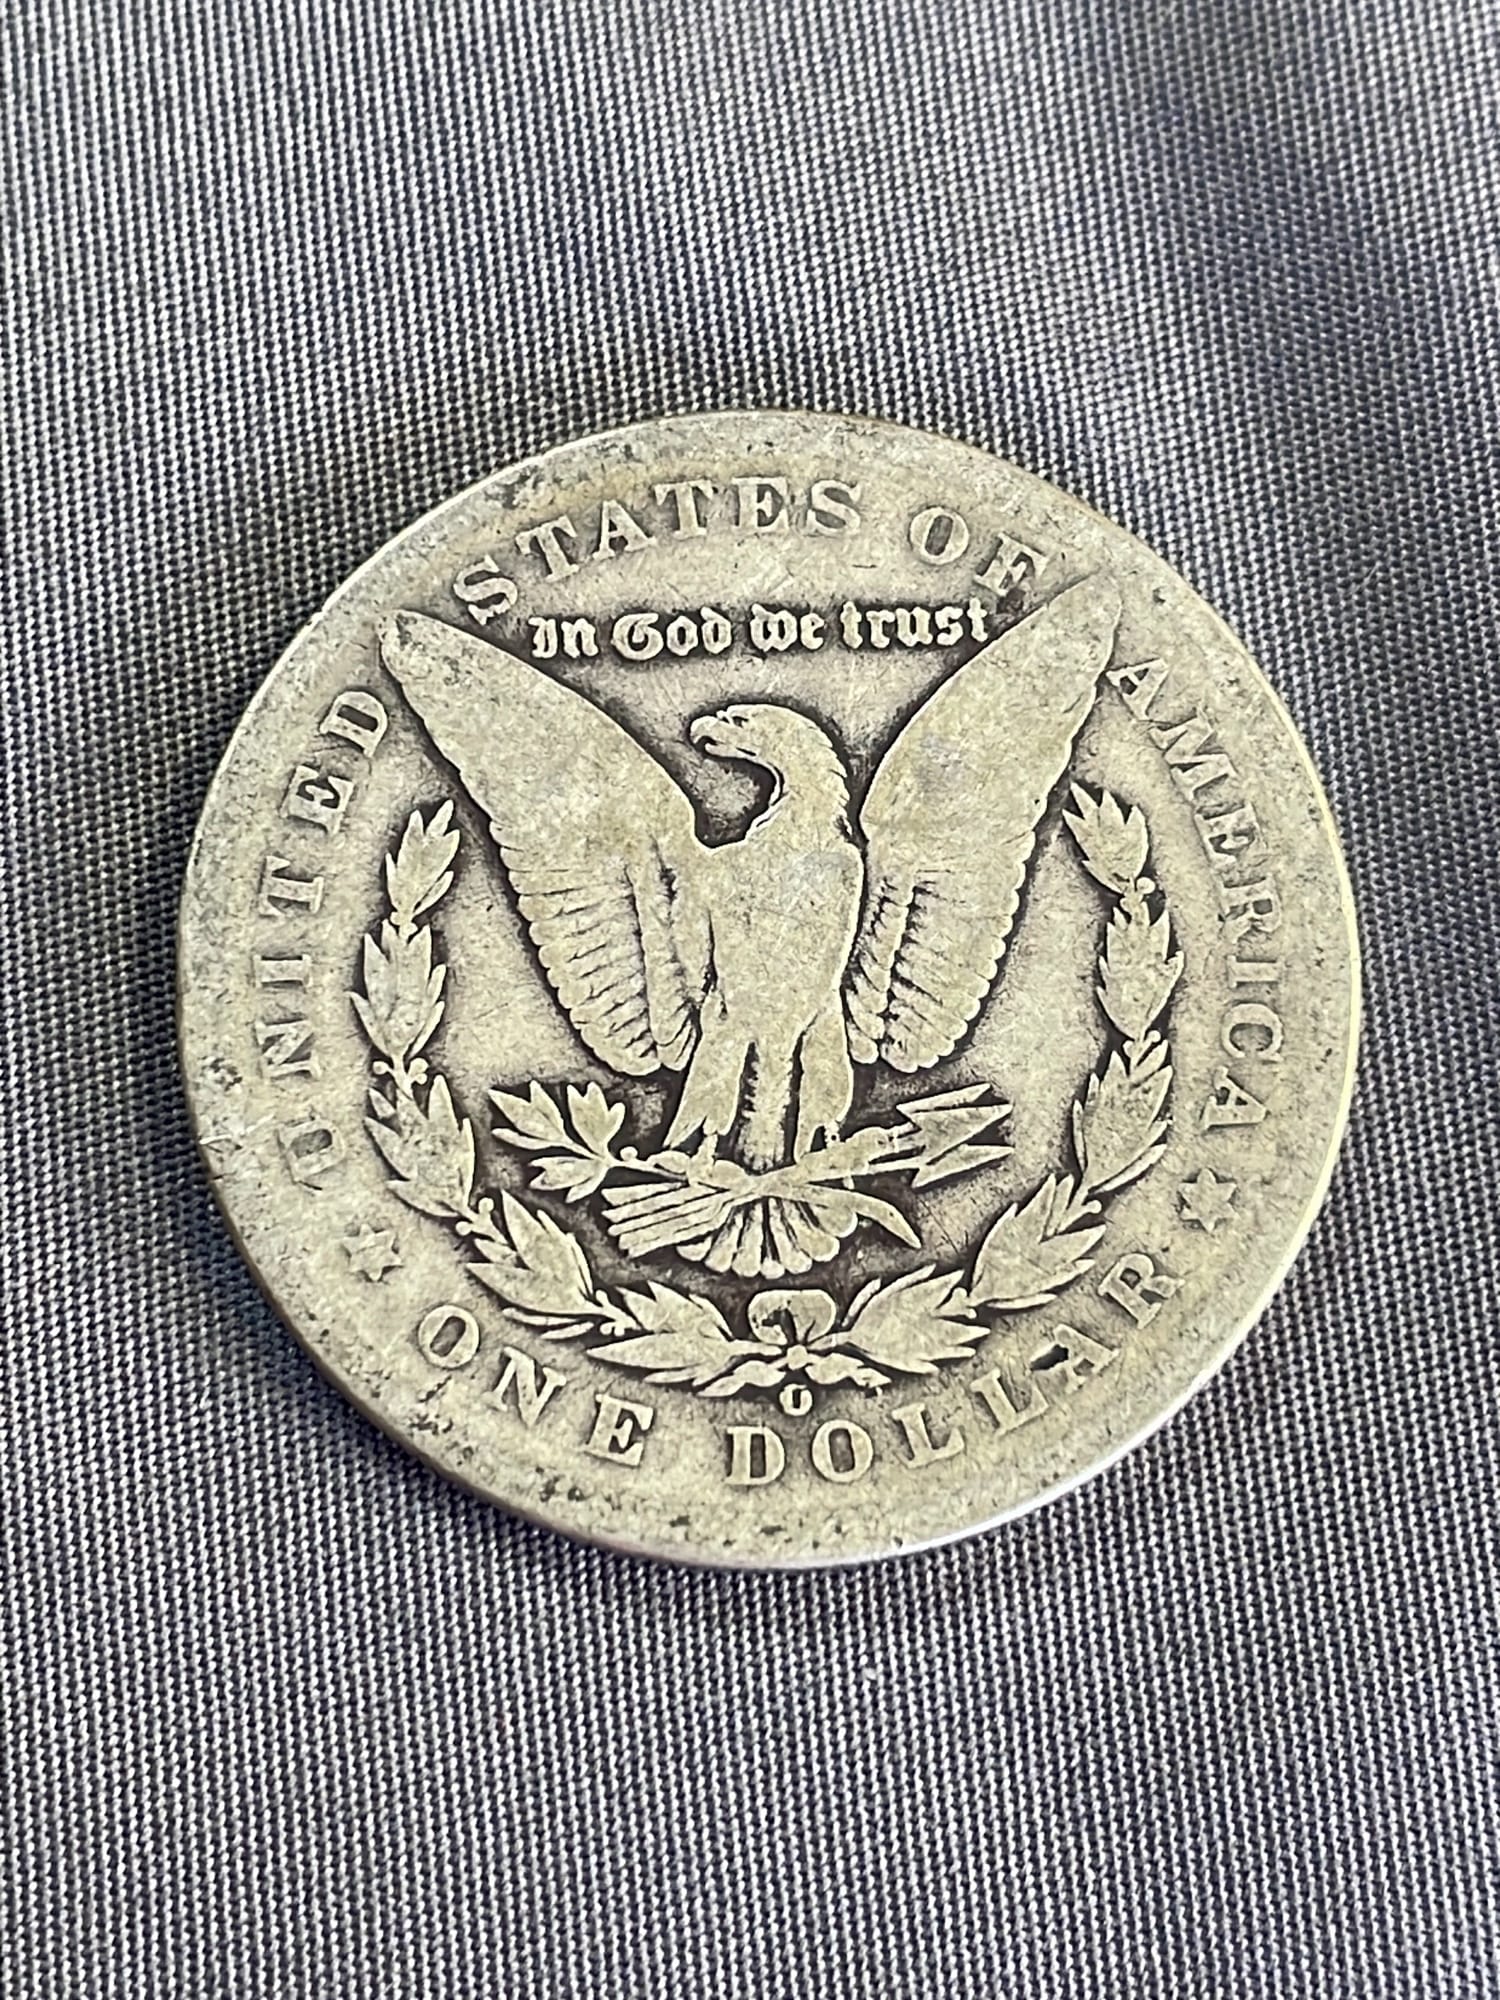 UNITED STATES OF AMERICA
In God we trust
O
ONE DOLLAR